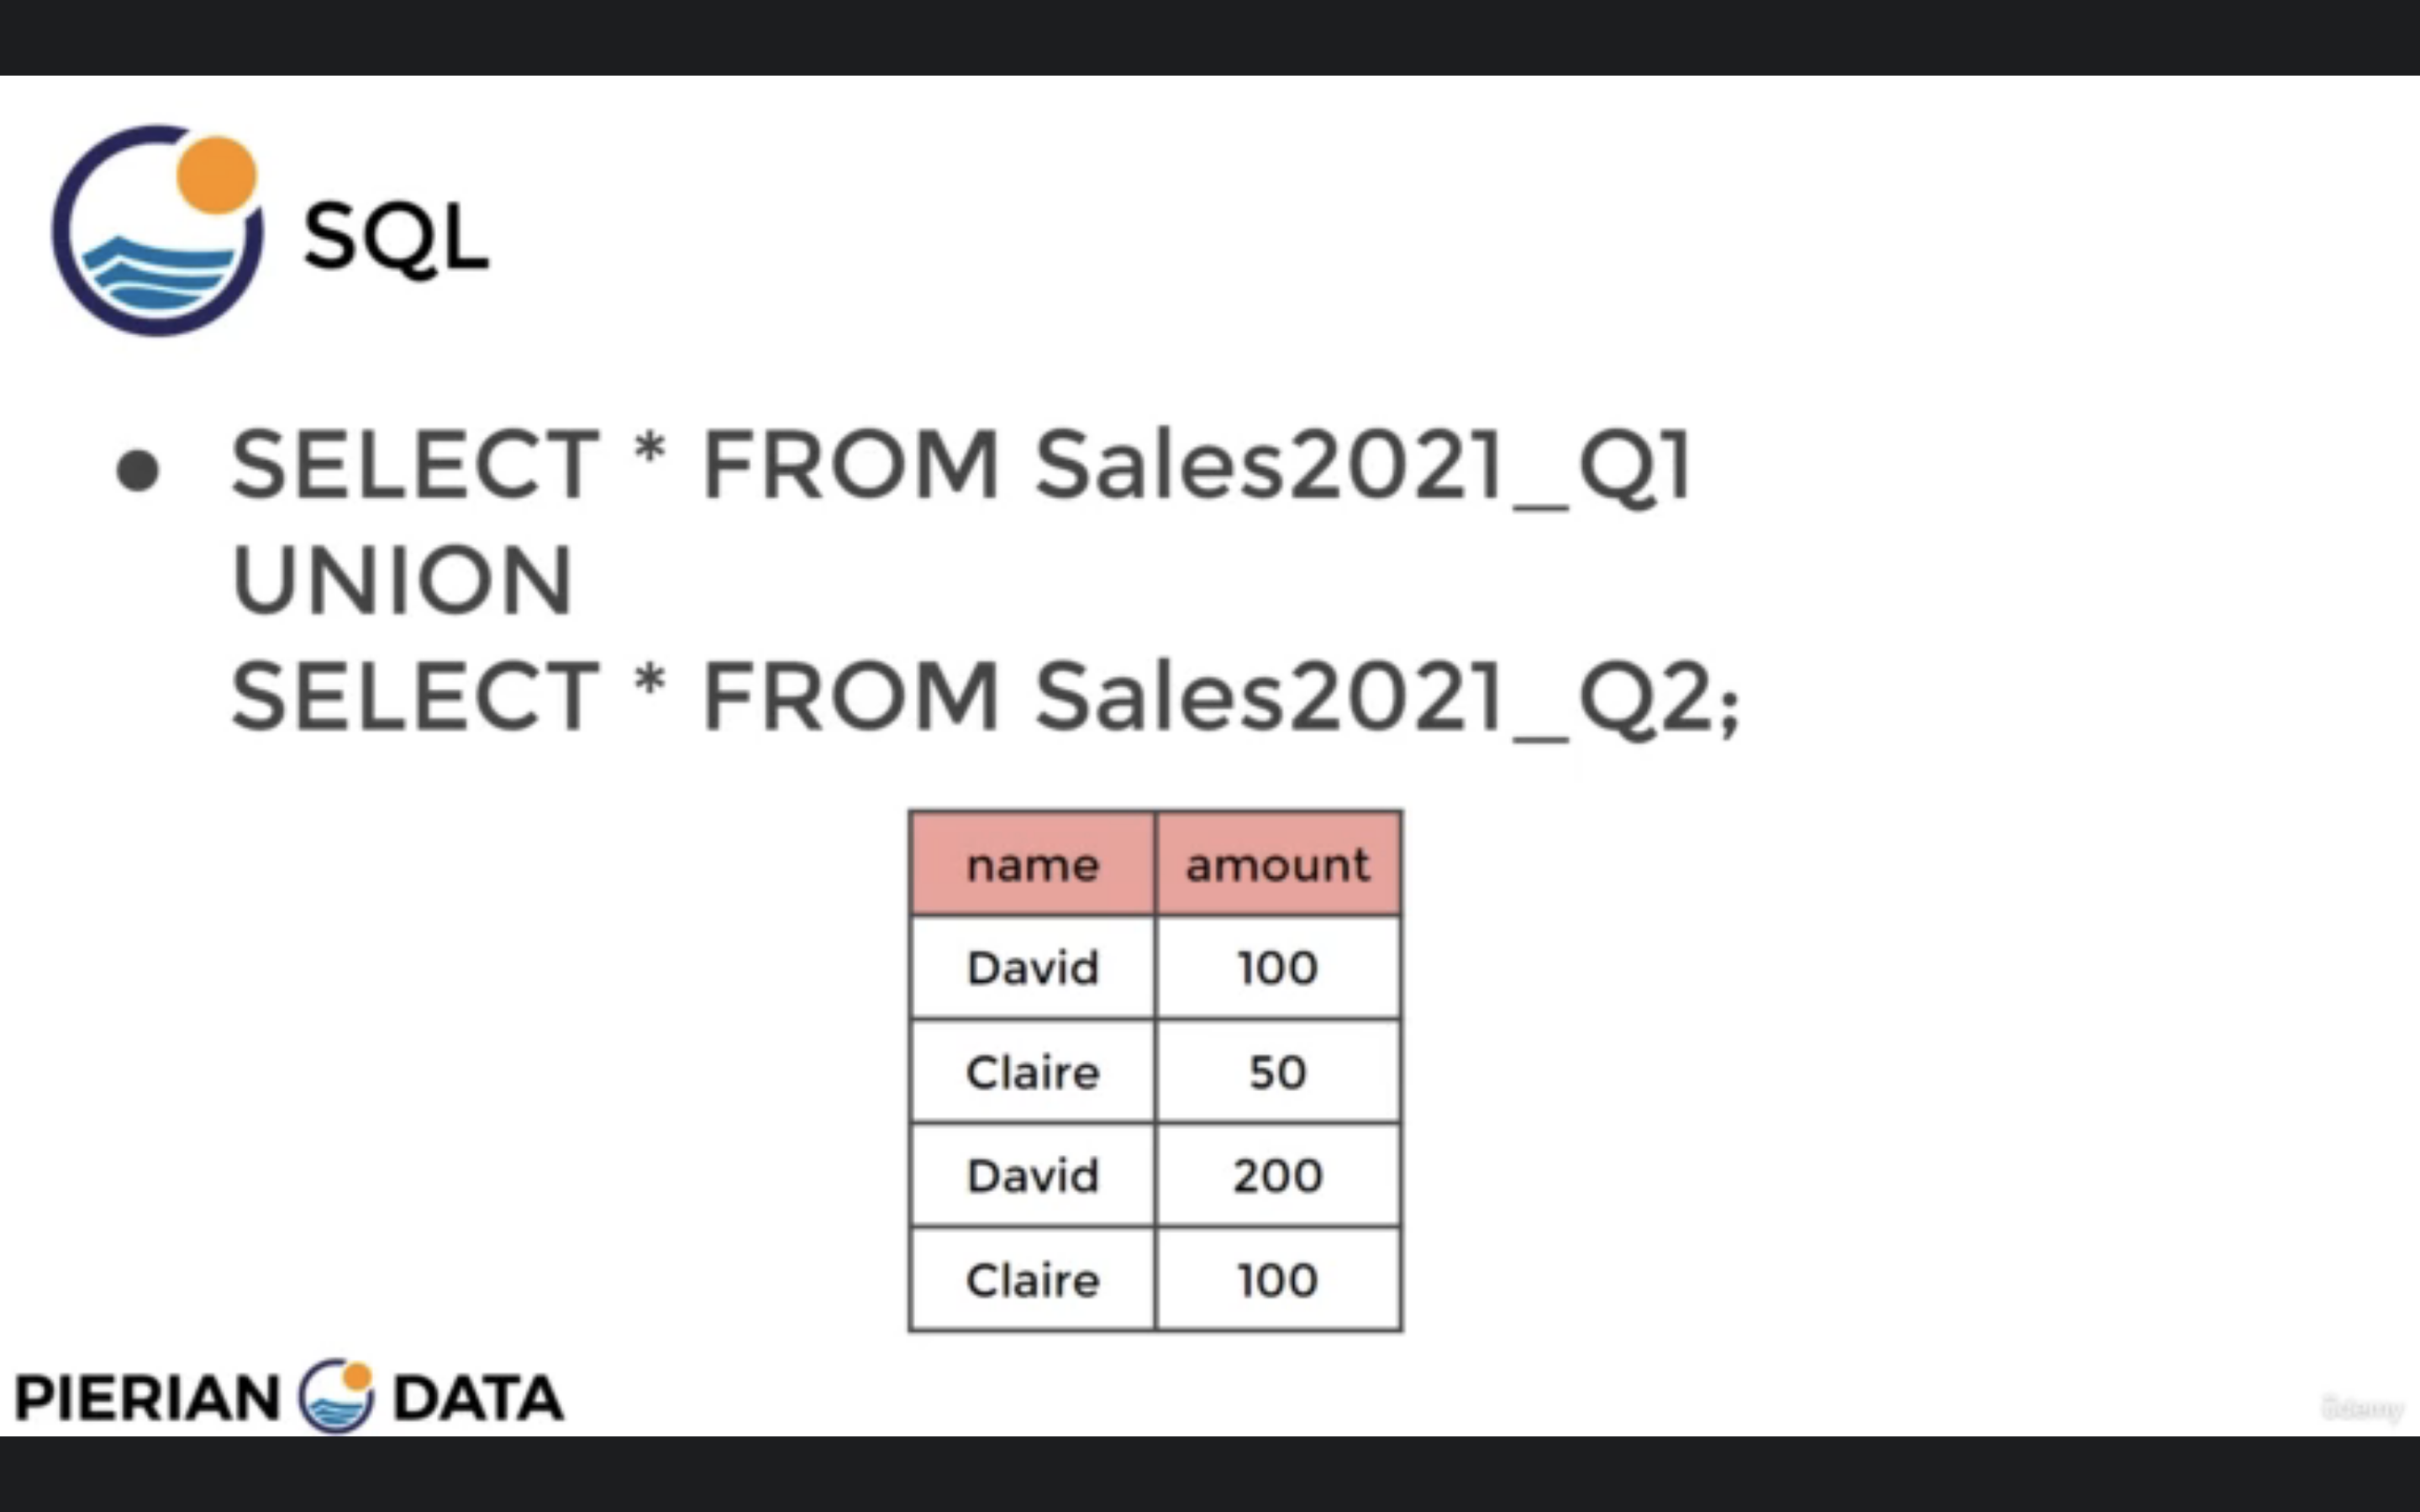 SQL
● SELECT * FROM Sales2021_Q1
UNION
SELECT * FROM Sales2021_Q2;
name amount
David 100
Claire 50
David 200
Claire 100
PIERIAN DATA
ûdemy